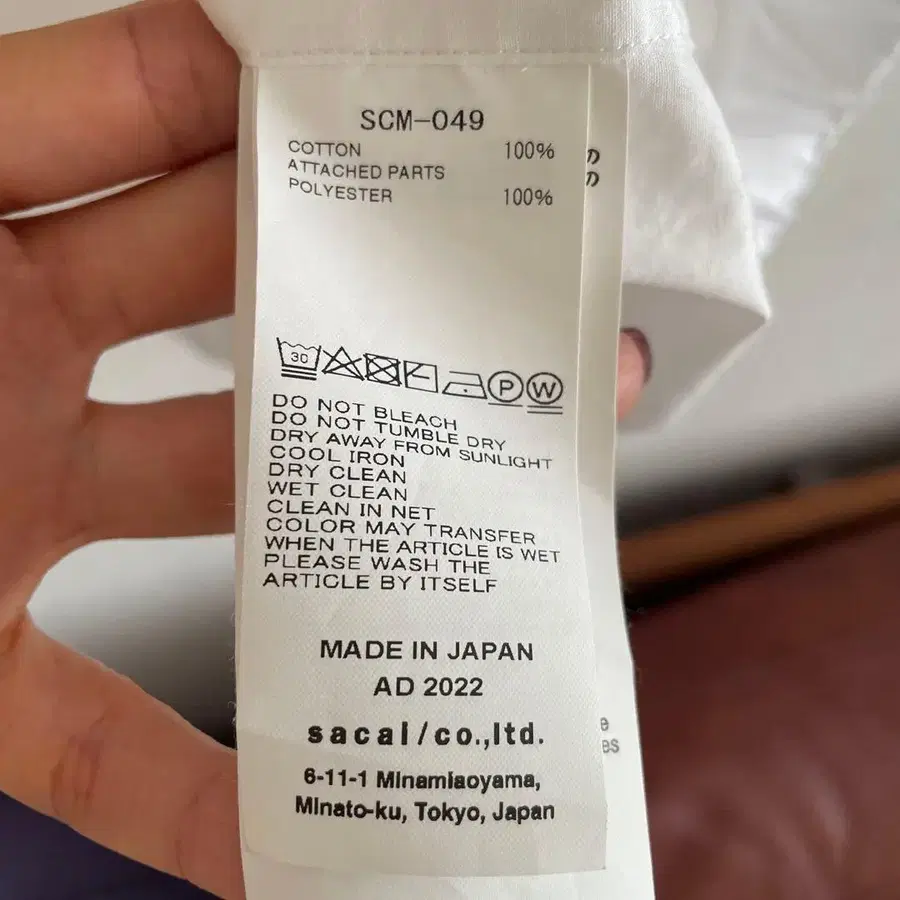 SCM-049
COTTON 100%
ATTACHED PARTS
POLYESTER 100%
30
P W
DO NOT BLEACH
DO NOT TUMBLE DRY
DRY AWAY FROM SUNLIGHT
COOL IRON
DRY CLEAN
WET CLEAN
CLEAN IN NET
COLOR MAY TRANSFER
WHEN THE ARTICLE IS WET
PLEASE WASH THE
ARTICLE BY ITSELF
MADE IN JAPAN
AD 2022
sacai/co.,ltd.
6-11-1 Minamiaoyama,
Minato-ku, Tokyo, Japan